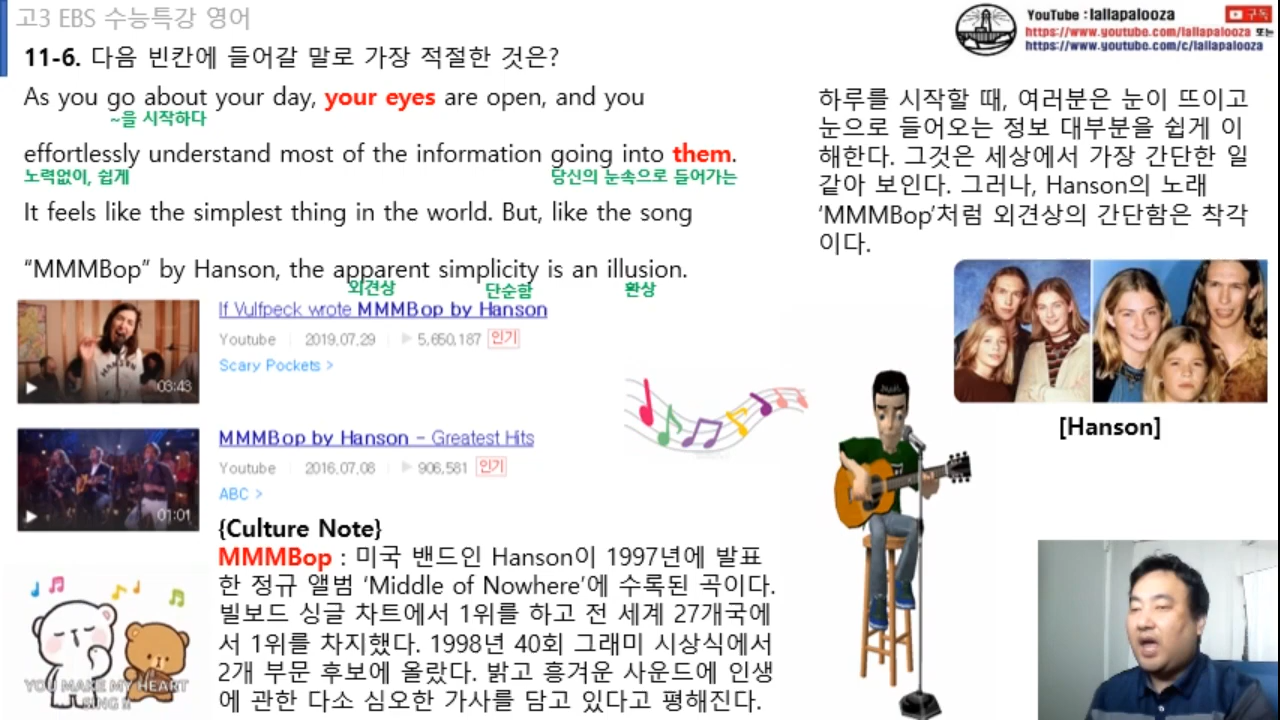 고3 EBS 수능특강 영어
YouTube : lallapalooza
구독
https://www.youtube.com/lallapalooza 또는
https://www.youtube.com/c/lallapalooza
11-6. 다음 빈칸에 들어갈 말로 가장 적절한 것은?
As you go about your day, your eyes are open, and you
~을 시작하다
effortlessly understand most of the information going into them.
노력없이, 쉽게
당신의 눈속으로 들어가는
It feels like the simplest thing in the world. But, like the song
“MMMBop” by Hanson, the apparent simplicity is an illusion.
외견상
단순함
환상
하루를 시작할 때, 여러분은 눈이 뜨이고
눈으로 들어오는 정보 대부분을 쉽게 이
해한다. 그것은 세상에서 가장 간단한 일
같아 보인다. 그러나, Hanson의 노래
‘MMMBop’처럼 외견상의 간단함은 착각
이다.
If Vulfpeck wrote MMMBop by Hanson
Youtube 2019.07.29 5,650,187 인기
Scary Pockets >
HANSON
03:43
MMMBop by Hanson - Greatest Hits
Youtube 2016.07.08 906,581 인기
ABC >
01:01
[Hanson]
{Culture Note}
MMMBop : 미국 밴드인 Hanson이 1997년에 발표
한 정규 앨범 ‘Middle of Nowhere’에 수록된 곡이다.
빌보드 싱글 차트에서 1위를 하고 전 세계 27개국에
서 1위를 차지했다. 1998년 40회 그래미 시상식에서
2개 부문 후보에 올랐다. 밝고 흥겨운 사운드에 인생
에 관한 다소 심오한 가사를 담고 있다고 평해진다.
YOU MAKE MY HEART
SING !!